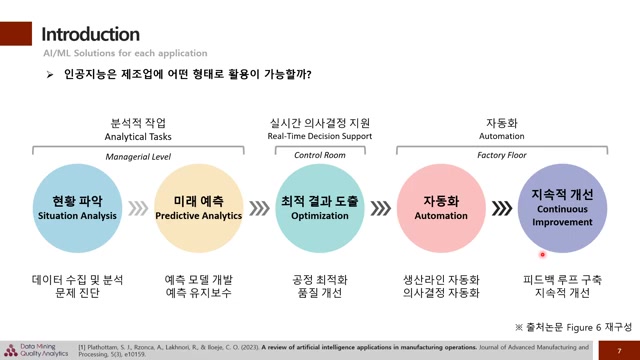 Introduction
AI/ML Solutions for each application
➢ 인공지능은 제조업에 어떤 형태로 활용이 가능할까?
분석적 작업
Analytical Tasks
실시간 의사결정 지원
Real-Time Decision Support
자동화
Automation
Managerial Level
Control Room
Factory Floor
현황 파악
Situation Analysis
미래 예측
Predictive Analytics
최적 결과 도출
Optimization
자동화
Automation
지속적 개선
Continuous
Improvement
데이터 수집 및 분석
문제 진단
예측 모델 개발
예측 유지보수
공정 최적화
품질 개선
생산라인 자동화
의사결정 자동화
피드백 루프 구축
지속적 개선
※ 출처논문 Figure 6 재구성
Data Mining
Quality Analytics
[1] Plathottam, S. J., Rzonca, A., Lakhnori, R., & Iloeje, C. O. (2023). A review of artificial intelligence applications in manufacturing operations. Journal of Advanced Manufacturing and
Processing, 5(3), e10159.
7